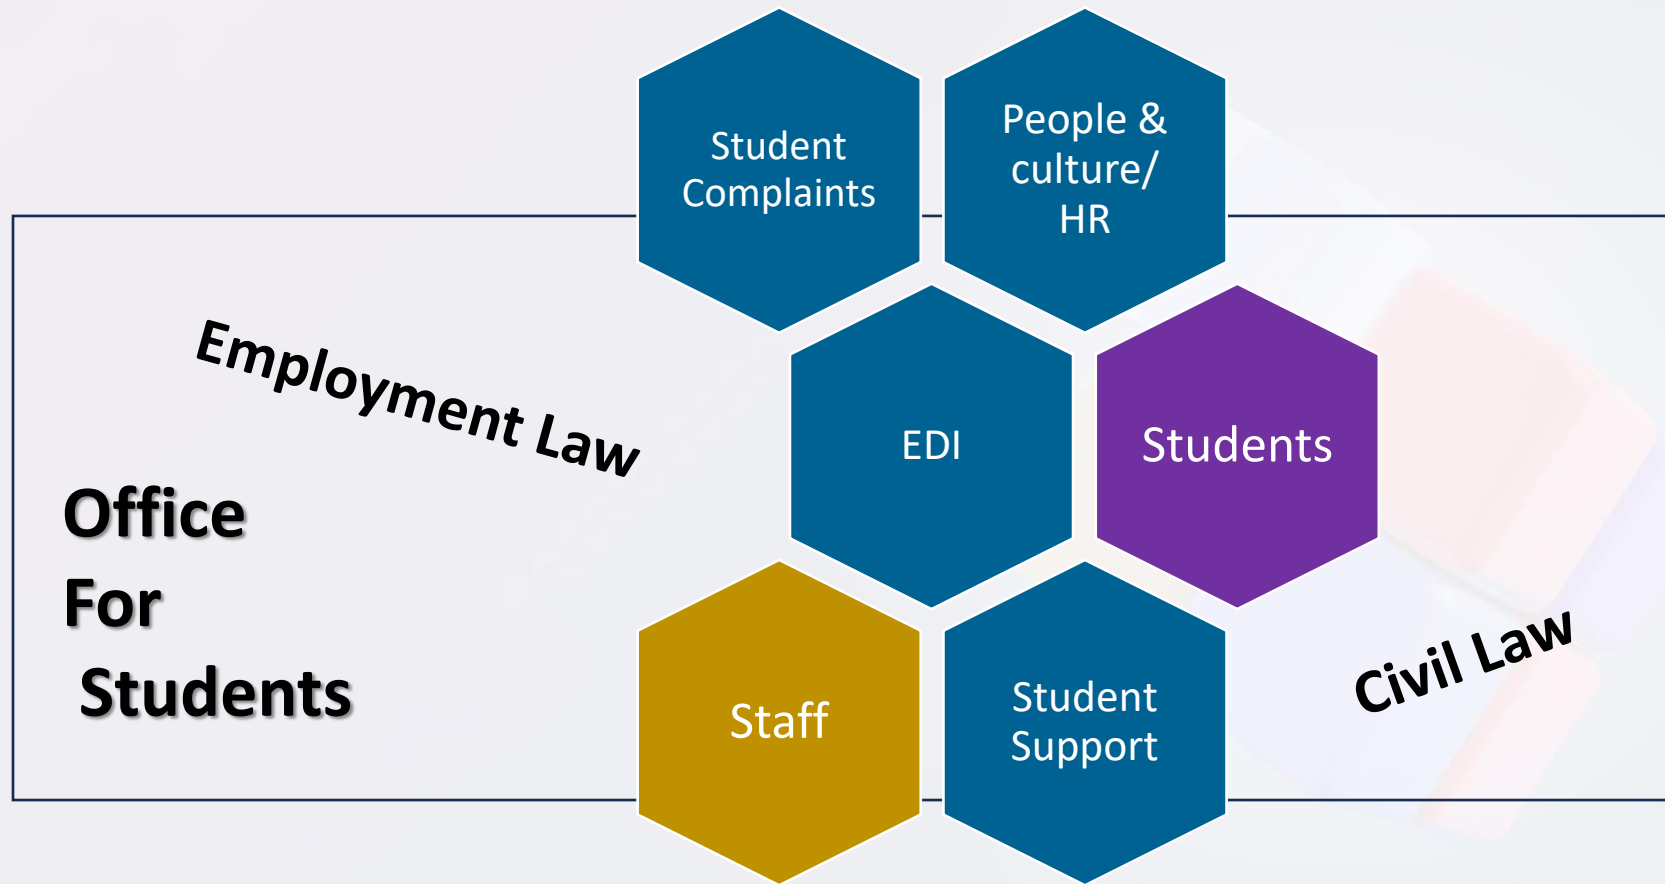 Student
Complaints
People &
culture/
HR
Employment Law
EDI
Students
Office
For
Students
Staff
Student
Support
Civil Law